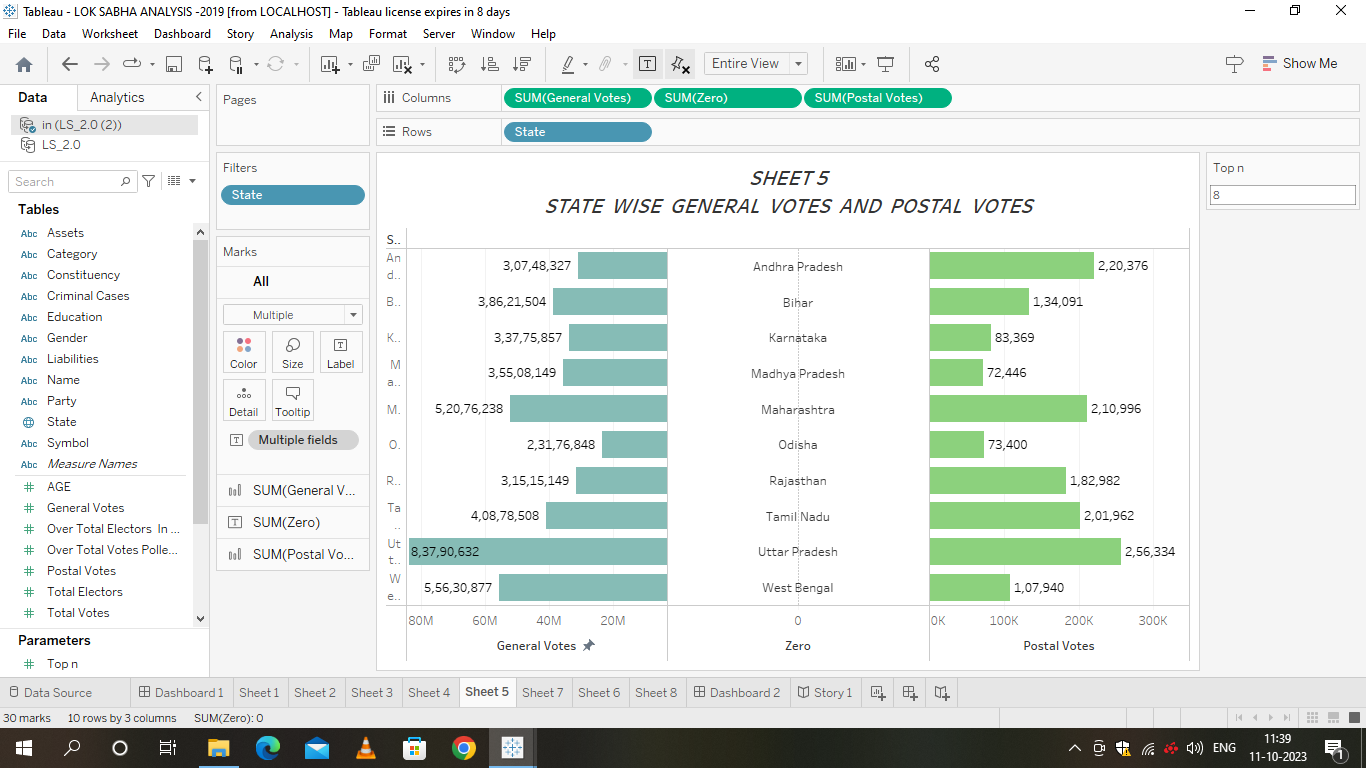 Tableau - LOK SABHA ANALYSIS -2019 [from LOCALHOST] - Tableau license expires in 8 days
File Data Worksheet Dashboard Story Analysis Map Format Server Window Help
Entire View
Show Me
Data Analytics
in (LS_2.0 (2))
LS_2.0
Search
Tables
Abc Assets
Abc Category
Abc Constituency
Abc Criminal Cases
Abc Education
Abc Gender
Abc Liabilities
Abc Name
Abc Party
State
Abc Symbol
Abc Measure Names
# AGE
# General Votes
# Over Total Electors In ...
# Over Total Votes Polle...
# Postal Votes
# Total Electors
# Total Votes
Parameters
# Top n
Pages
Filters
State
Marks
All
Multiple
Color Size Label
Detail Tooltip
Multiple fields
SUM(General V...
SUM(Zero)
SUM(Postal Vo...
Columns SUM(General Votes) SUM(Zero) SUM(Postal Votes)
Rows State
SHEET 5
STATE WISE GENERAL VOTES AND POSTAL VOTES
S..
An d.. 3,07,48,327 Andhra Pradesh 2,20,376
B.. 3,86,21,504 Bihar 1,34,091
K.. 3,37,75,857 Karnataka 83,369
M a.. 3,55,08,149 Madhya Pradesh 72,446
M. 5,20,76,238 Maharashtra 2,10,996
O. 2,31,76,848 Odisha 73,400
R.. 3,15,15,149 Rajasthan 1,82,982
Ta .. 4,08,78,508 Tamil Nadu 2,01,962
Ut t.. 8,37,90,632 Uttar Pradesh 2,56,334
W e.. 5,56,30,877 West Bengal 1,07,940
80M 60M 40M 20M 0 0K 100K 200K 300K
General Votes Zero Postal Votes
Top n
8
Data Source Dashboard 1 Sheet 1 Sheet 2 Sheet 3 Sheet 4 Sheet 5 Sheet 7 Sheet 6 Sheet 8 Dashboard 2 Story 1
30 marks 10 rows by 3 columns SUM(Zero): 0
ENG 11:39
11-10-2023
1